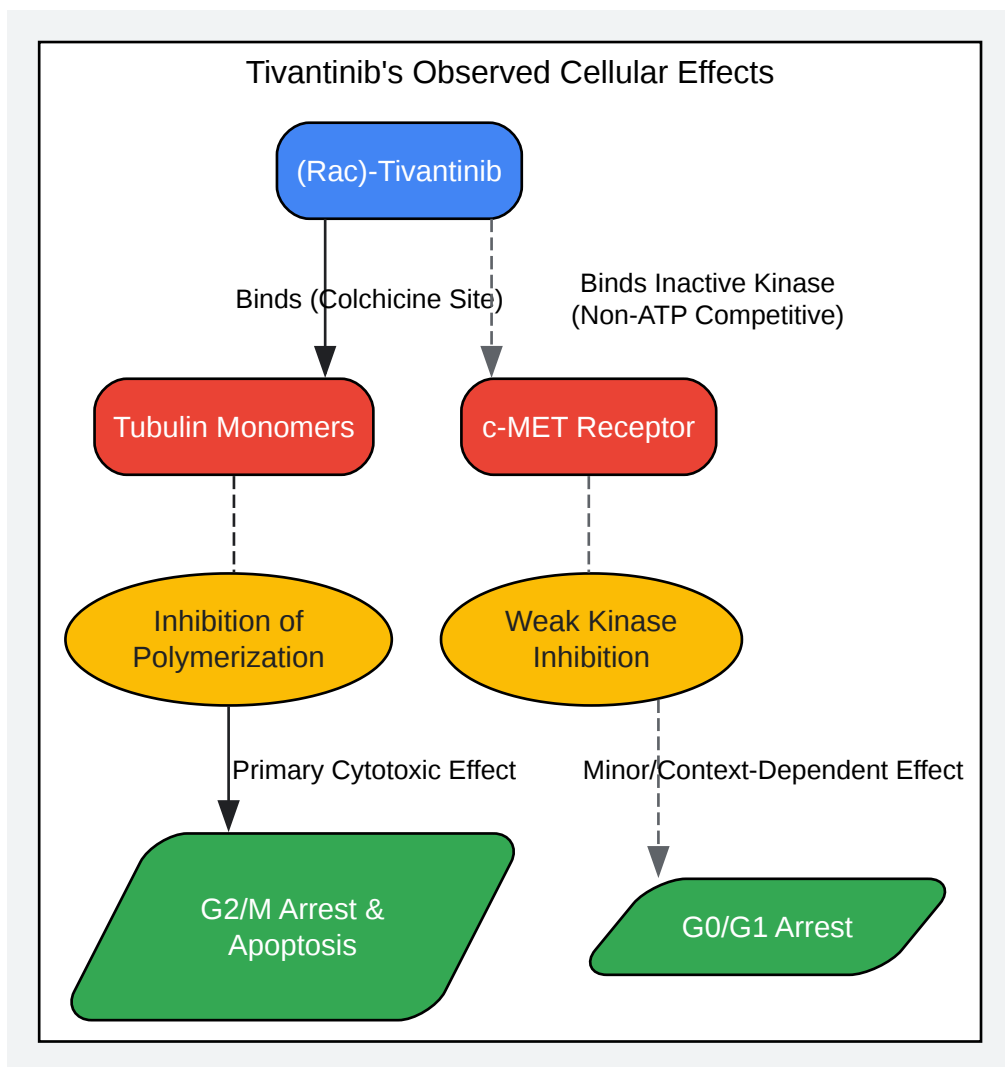 Tivantinib's Observed Cellular Effects
(Rac)-Tivantinib
Binds (Colchicine Site)
Binds Inactive Kinase
(Non-ATP Competitive)
Tubulin Monomers
c-MET Receptor
Inhibition of
Polymerization
Weak Kinase
Inhibition
Primary Cytotoxic Effect
Minor/Context-Dependent Effect
G2/M Arrest &
Apoptosis
G0/G1 Arrest